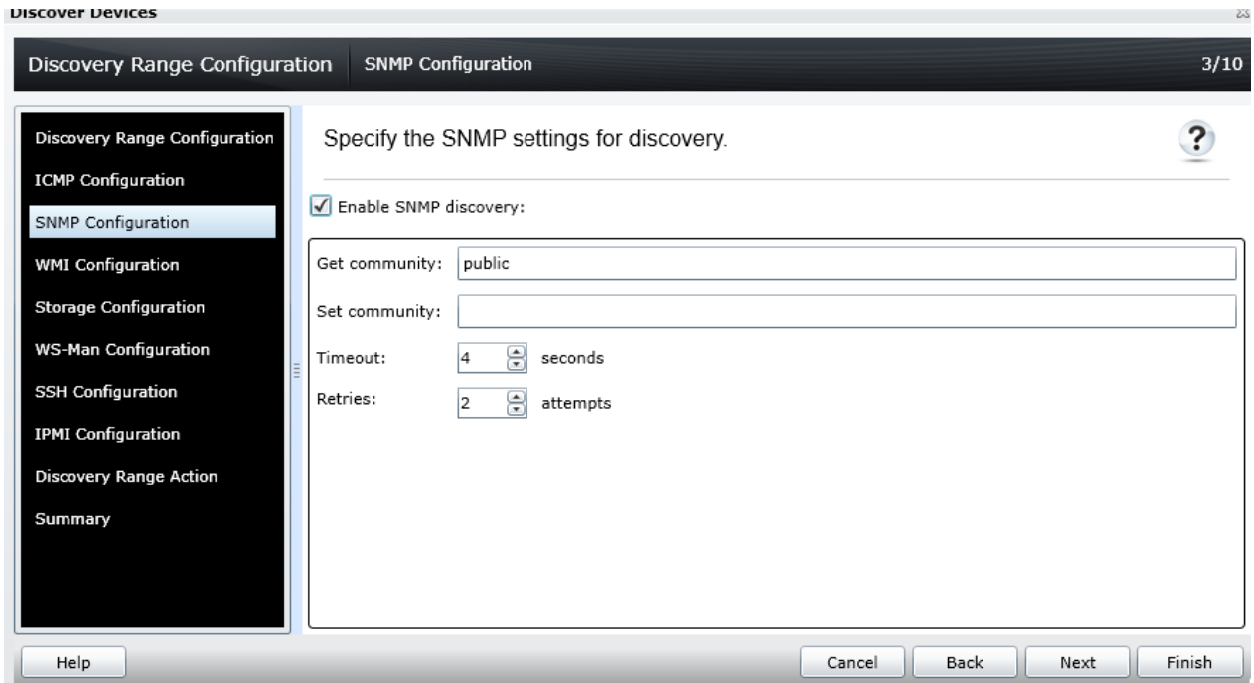 Discover Devices
Discovery Range Configuration SNMP Configuration 3/10
Discovery Range Configuration
ICMP Configuration
SNMP Configuration
WMI Configuration
Storage Configuration
WS-Man Configuration
SSH Configuration
IPMI Configuration
Discovery Range Action
Summary
Specify the SNMP settings for discovery.
?
Enable SNMP discovery:
Get community: public
Set community:
Timeout: 4 seconds
Retries: 2 attempts
Help Cancel Back Next Finish